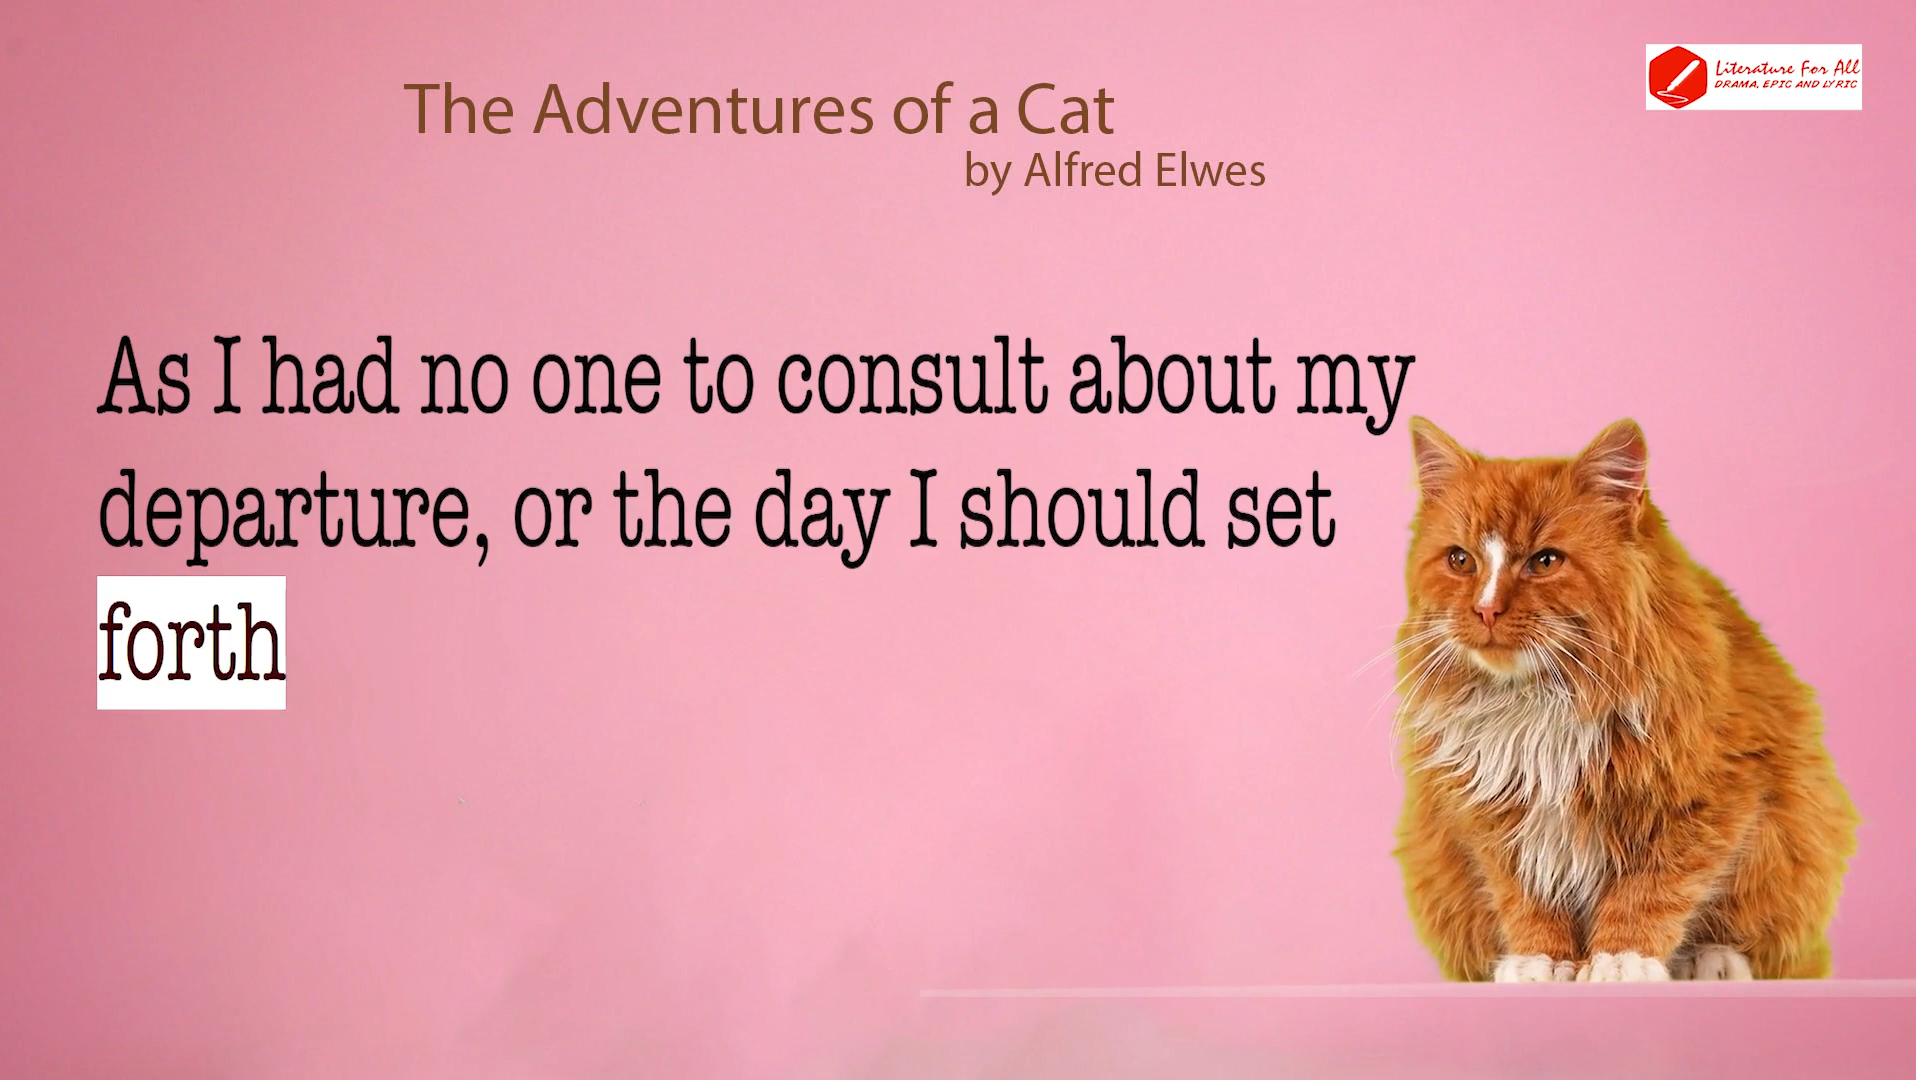 The Adventures of a Cat
by Alfred Elwes
Literature For All
DRAMA, EPIC AND LYRIC
As I had no one to consult about my
departure, or the day I should set
forth